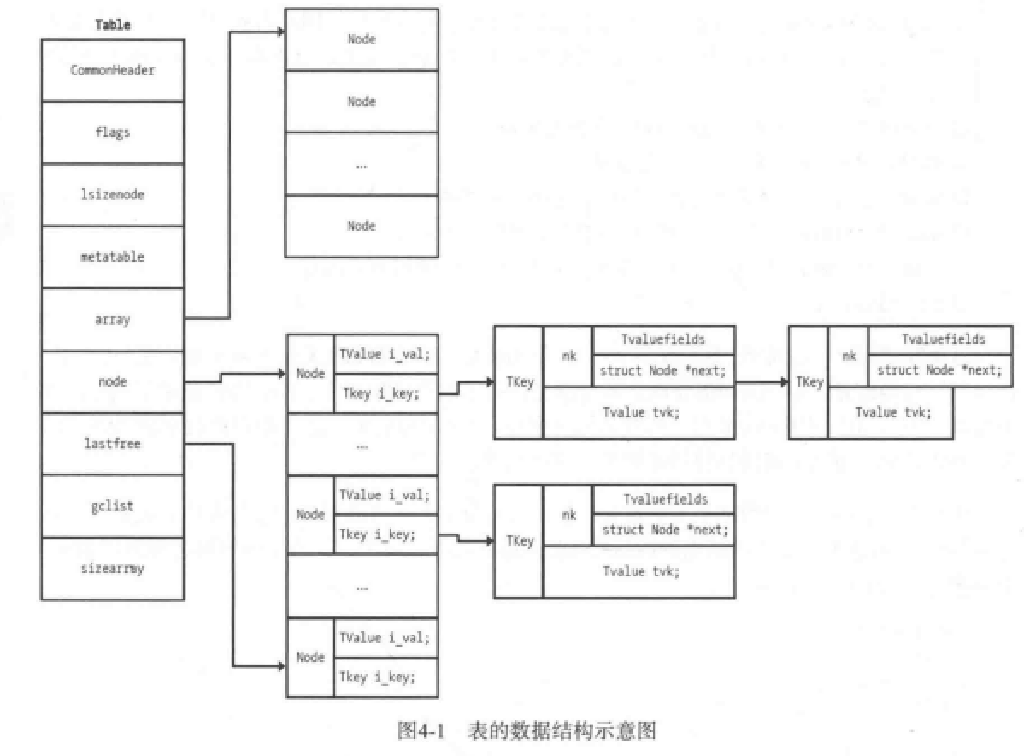 Table
CommonHeader
flags
lsizenode
metatable
array
node
lastfree
gclist
sizearrmy
Node
Node
...
Node
Node
TValue i_val;
Tkey i_key;
...
Node
TValue i_val;
Tkey i_key;
...
Node
TValue i_val;
Tkey i_key;
TKey
nk
Tvaluefields
struct Node *next;
Tvalue tvk;
TKey
nk
Tvaluefields
struct Node *next;
Tvalue tvk;
TKey
nk
Tvaluefields
struct Node *next;
Tvalue tvk;
图4-1 表的数据结构示意图